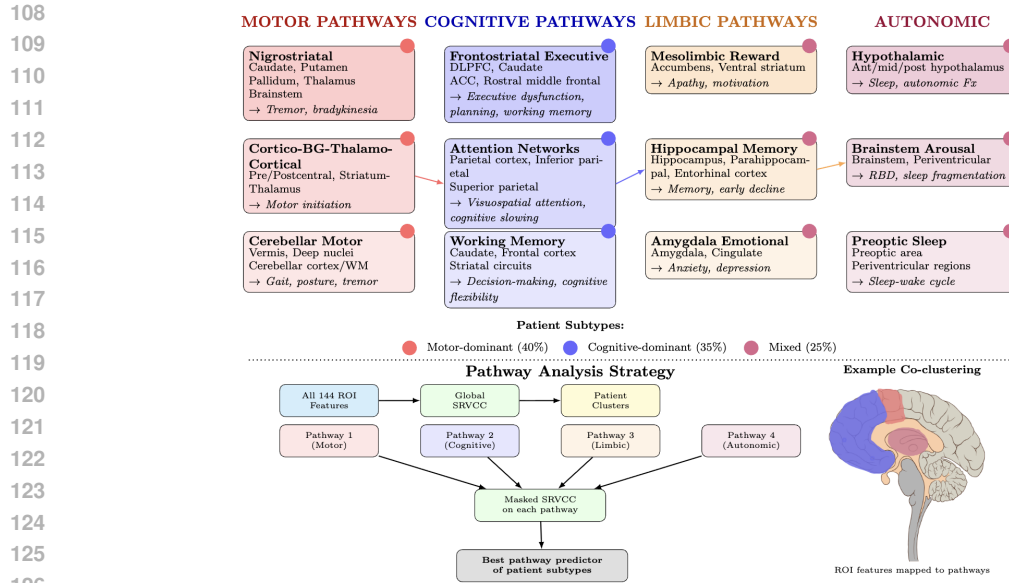 108
109
110
111
112
113
114
115
116
117
118
119
120
121
122
123
124
125
MOTOR PATHWAYS COGNITIVE PATHWAYS LIMBIC PATHWAYS AUTONOMIC
Nigrostriatal
Caudate, Putamen
Pallidum, Thalamus
Brainstem
→ Tremor, bradykinesia
Frontostriatal Executive
DLPFC, Caudate
ACC, Rostral middle frontal
→ Executive dysfunction,
planning, working memory
Mesolimbic Reward
Accumbens, Ventral striatum
→ Apathy, motivation
Hypothalamic
Ant/mid/post hypothalamus
→ Sleep, autonomic Fx
Cortico-BG-Thalamo-
Cortical
Pre/Postcentral, Striatum-
Thalamus
→ Motor initiation
Attention Networks
Parietal cortex, Inferior pari-
etal
Superior parietal
→ Visuospatial attention,
cognitive slowing
Hippocampal Memory
Hippocampus, Parahippocam-
pal, Entorhinal cortex
→ Memory, early decline
Brainstem Arousal
Brainstem, Periventricular
→ RBD, sleep fragmentation
Cerebellar Motor
Vermis, Deep nuclei
Cerebellar cortex/WM
→ Gait, posture, tremor
Working Memory
Caudate, Frontal cortex
Striatal circuits
→ Decision-making, cognitive
flexibility
Amygdala Emotional
Amygdala, Cingulate
→ Anxiety, depression
Preoptic Sleep
Preoptic area
Periventricular regions
→ Sleep-wake cycle
Patient Subtypes:
Motor-dominant (40%) Cognitive-dominant (35%) Mixed (25%)
Pathway Analysis Strategy
All 144 ROI
Features
Global
SRVCC
Patient
Clusters
Pathway 1
(Motor)
Pathway 2
(Cognitive)
Pathway 3
(Limbic)
Pathway 4
(Autonomic)
Masked SRVCC
on each pathway
Best pathway predictor
of patient subtypes
Example Co-clustering
ROI features mapped to pathways